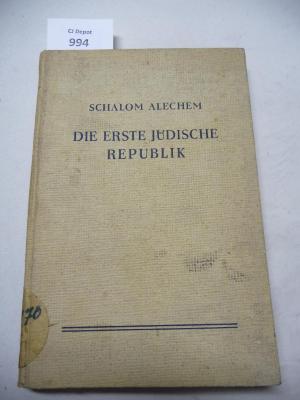 CJ Depot
994
SCHALOM ALECHEM
DIE ERSTE JÜDISCHE
REPUBLIK
70